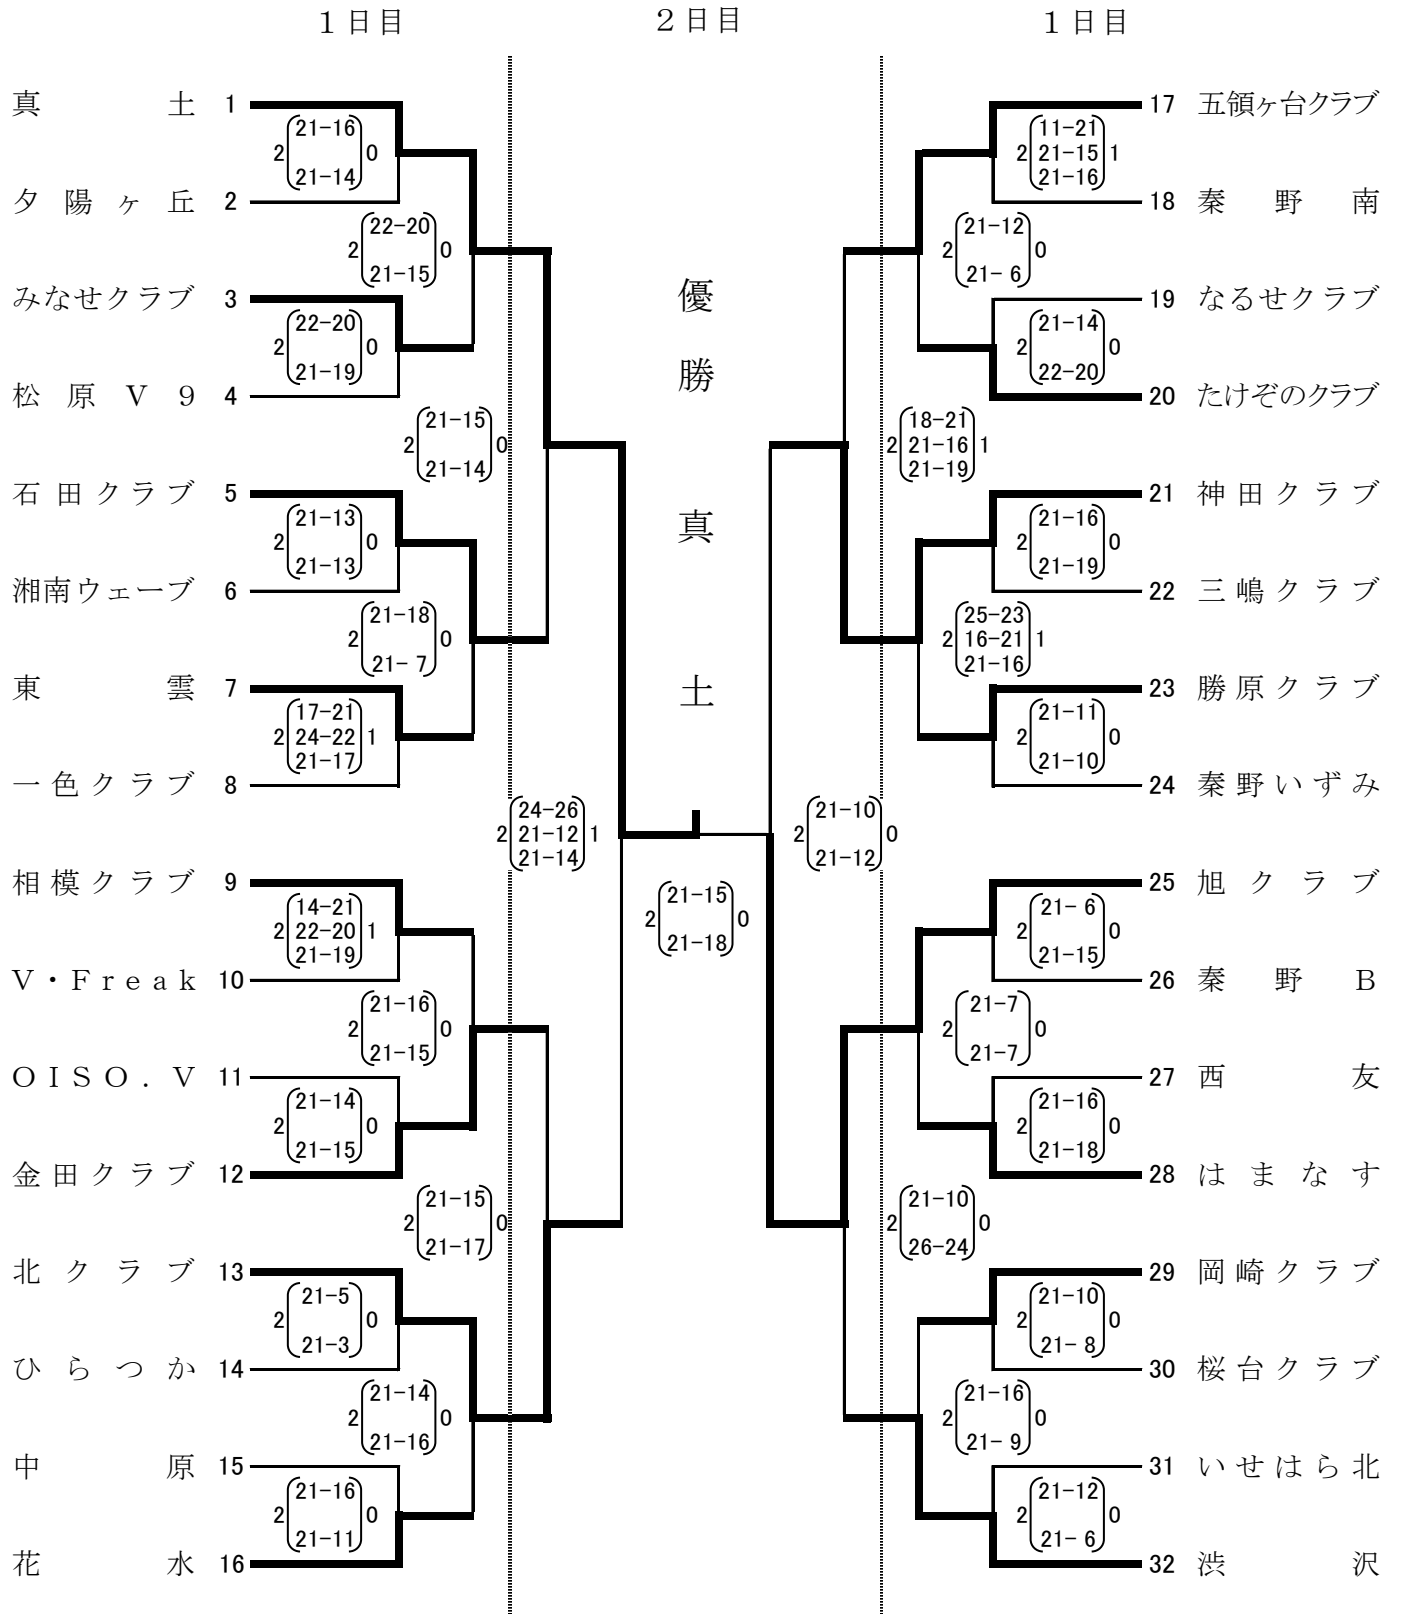 １日目
２日目
１日目
真土 1
21-16
2 0
21-14
夕陽ヶ丘 2
22-20
2 0
21-15
みなせクラブ 3
22-20
2 0
21-19
松原Ｖ９ 4
21-15
2 0
21-14
石田クラブ 5
21-13
2 0
21-13
湘南ウェーブ 6
21-18
2 0
21- 7
東雲 7
17-21
2 24-22 1
21-17
一色クラブ 8
24-26
2 21-12 1
21-14
相模クラブ 9
14-21
2 22-20 1
21-19
Ｖ・Ｆｒｅａｋ 10
21-16
2 0
21-15
ＯＩＳＯ．Ｖ 11
21-14
2 0
21-15
金田クラブ 12
21-15
2 0
21-17
北クラブ 13
21-5
2 0
21-3
ひらつか 14
21-14
2 0
21-16
中原 15
21-16
2 0
21-11
花水 16
優勝
真土
21-15
2 0
21-18
17 五領ヶ台クラブ
11-21
2 21-15 1
21-16
18 秦野南
21-12
2 0
21- 6
19 なるせクラブ
21-14
2 0
22-20
20 たけぞのクラブ
18-21
2 21-16 1
21-19
21 神田クラブ
21-16
2 0
21-19
22 三嶋クラブ
25-23
2 16-21 1
21-16
23 勝原クラブ
21-11
2 0
21-10
24 秦野いずみ
21-10
2 0
21-12
25 旭クラブ
21- 6
2 0
21-15
26 秦野Ｂ
21-7
2 0
21-7
27 西友
21-16
2 0
21-18
28 はまなす
21-10
2 0
26-24
29 岡崎クラブ
21-10
2 0
21- 8
30 桜台クラブ
21-16
2 0
21- 9
31 いせはら北
21-12
2 0
21- 6
32 渋沢